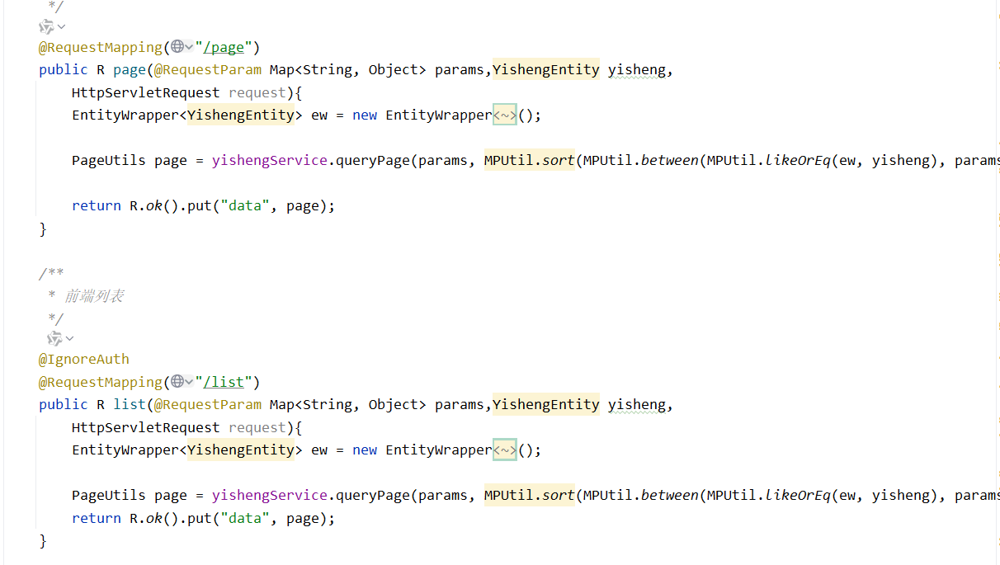 */
@RequestMapping("/page")
public R page(@RequestParam Map<String, Object> params,YishengEntity yisheng,
HttpServletRequest request){
EntityWrapper<YishengEntity> ew = new EntityWrapper<~>();
PageUtils page = yishengService.queryPage(params, MPUtil.sort(MPUtil.between(MPUtil.likeOrEq(ew, yisheng), params
return R.ok().put("data", page);
}
/**
* 前端列表
*/
@IgnoreAuth
@RequestMapping("/list")
public R list(@RequestParam Map<String, Object> params,YishengEntity yisheng,
HttpServletRequest request){
EntityWrapper<YishengEntity> ew = new EntityWrapper<~>();
PageUtils page = yishengService.queryPage(params, MPUtil.sort(MPUtil.between(MPUtil.likeOrEq(ew, yisheng), params
return R.ok().put("data", page);
}